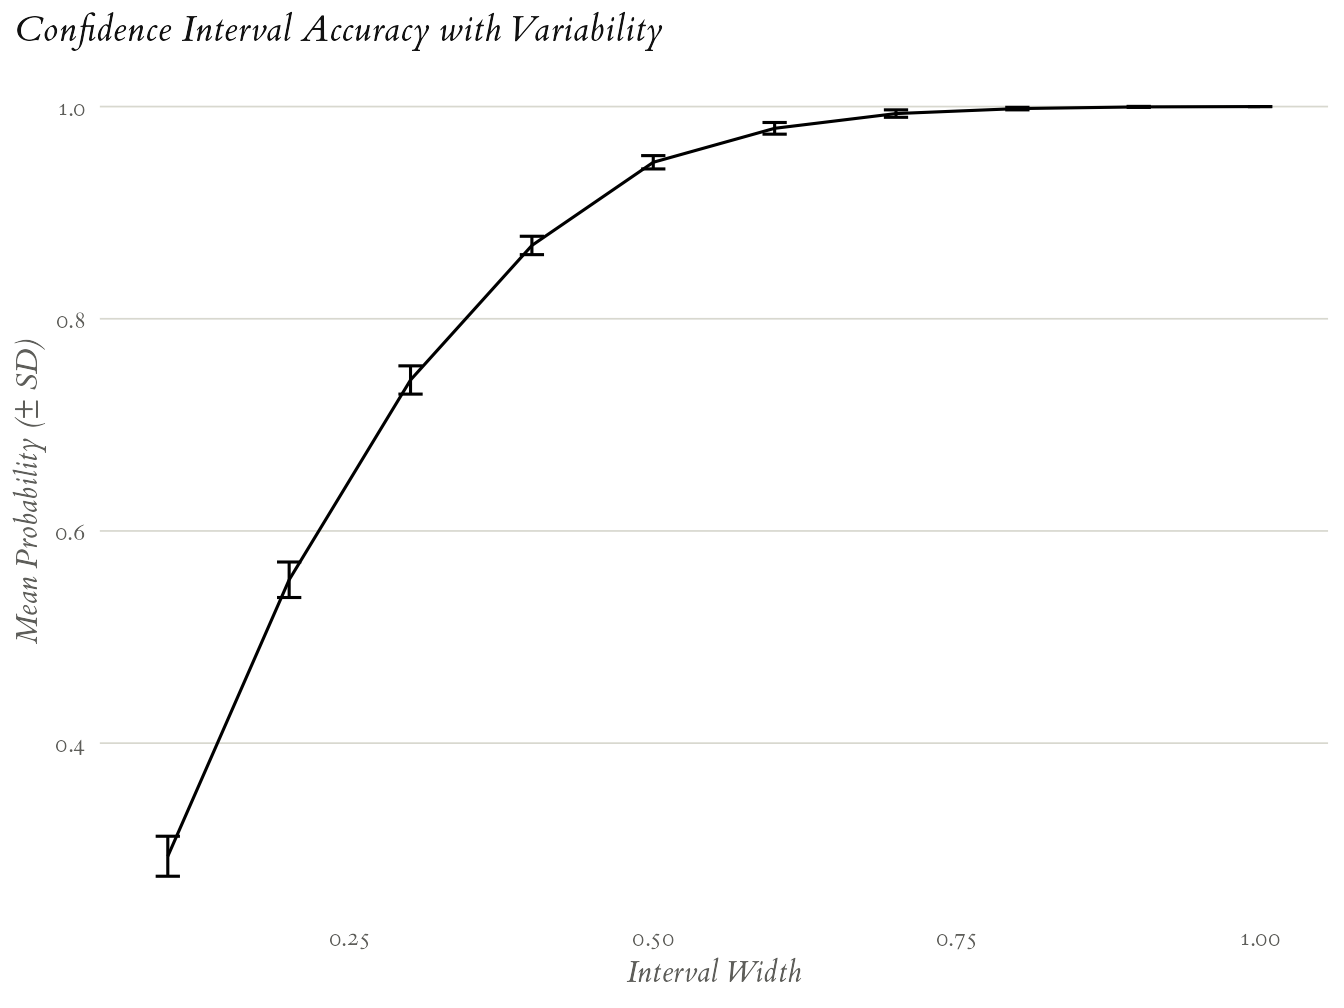 Confidence Interval Accuracy with Variability
1.0
0.8
0.6
0.4
Mean Probability (± SD)
0.25 0.50 0.75 1.00
Interval Width